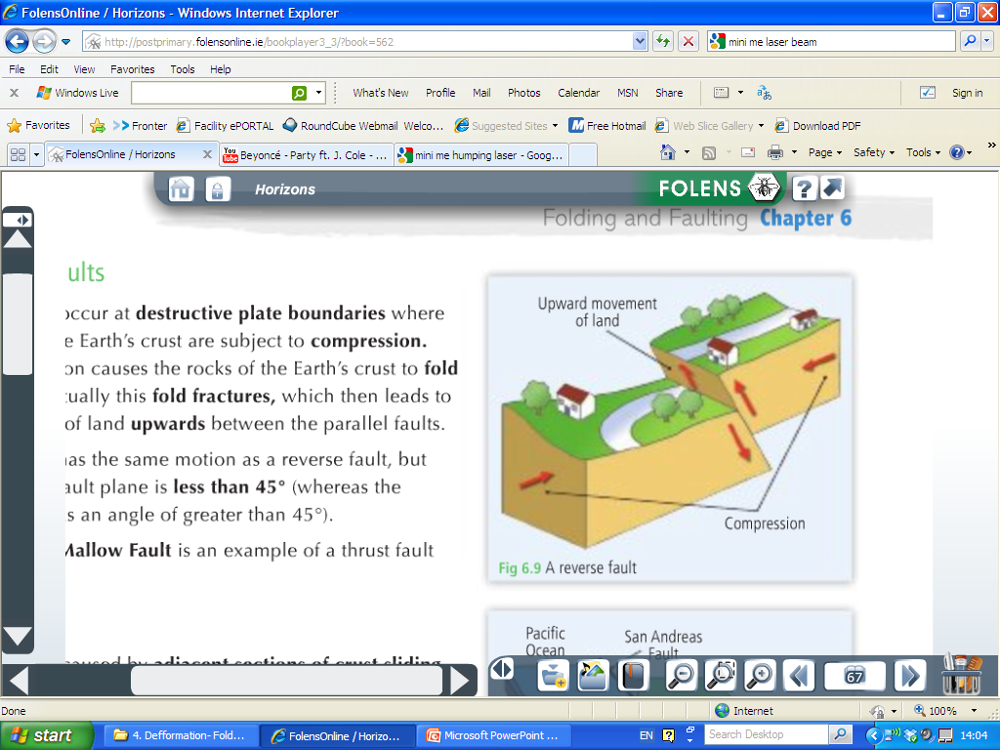 FolensOnline / Horizons - Windows Internet Explorer
http://postprimary.folensonline.ie/bookplayer3_3/?book=562
mini me laser beam
File Edit View Favorites Tools Help
Windows Live What's New Profile Mail Photos Calendar MSN Share Sign in
Favorites Fronter Facility ePORTAL RoundCube Webmail Welco... Suggested Sites Free Hotmail Web Slice Gallery Download PDF
FolensOnline / Horizons You Tube Beyoncé - Party ft. J. Cole - ... mini me humping laser - Goog... Page Safety Tools
Horizons FOLENS ?
Folding and Faulting Chapter 6
ults
occur at destructive plate boundaries where
e Earth's crust are subject to compression.
on causes the rocks of the Earth's crust to fold
tually this fold fractures, which then leads to
of land upwards between the parallel faults.
has the same motion as a reverse fault, but
ault plane is less than 45° (whereas the
s an angle of greater than 45°).
Mallow Fault is an example of a thrust fault
caused by adjacent sections of crust sliding
Upward movement
of land
Compression
Fig 6.9 A reverse fault
Pacific
Ocean
San Andreas
Fault
67
Done Internet 100%
start 4. Defformation- Fold... FolensOnline / Horizo... Microsoft PowerPoint ... EN Search Desktop 14:04